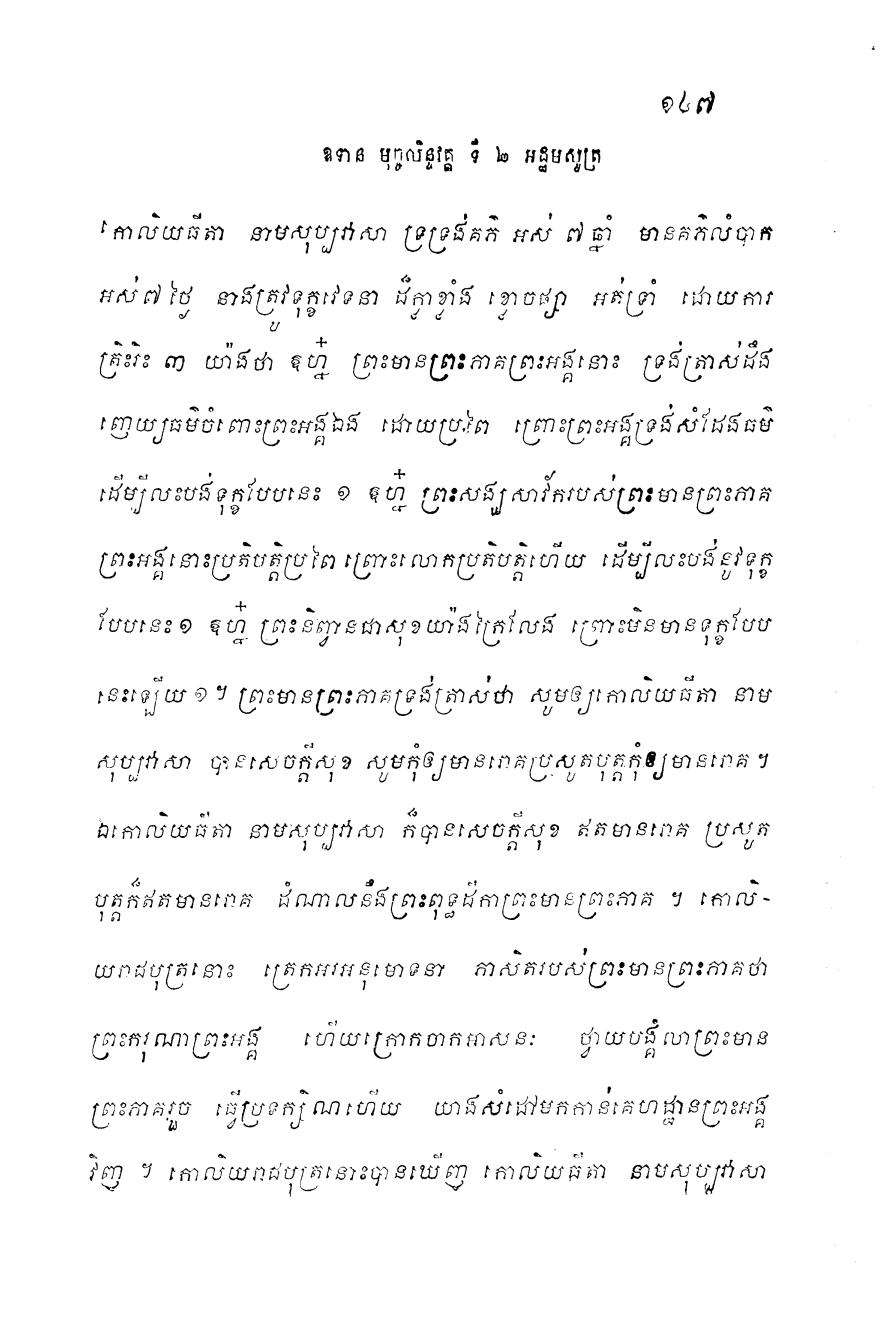 ១៤៧
ឧទាន មុច្ចលិន្ទវគ្គ ទី ២ អដ្ឋមសូត្រ
កោលិយធីតា នាមសុប្បវាសា ទ្រទ្រង់គភ៌ អស់ ៧ ឆ្នាំ មានគភ៌លំបាក
អស់៧ ថ្ងៃ នាងត្រូវទុក្ខវេទនា ដ៏ក្លាខ្លាំង ខ្លោចផ្សា អត់ទ្រាំ ដោយការ
ត្រិះរិះ ៣ យ៉ាងថា ឧហ្ន៎ ព្រះមានព្រះភាគព្រះអង្គនោះ ទ្រង់ត្រាស់ដឹង
ញេយ្យធម៌ចំពោះព្រះអង្គឯង ដោយប្រពៃ ព្រោះព្រះអង្គទ្រង់សំដែងធម៌
ដើម្បីលះបង់ទុក្ខបែបនេះ ១ ឧហ្ន៎ ព្រះសង្ឃសាវ័ករបស់ព្រះមានព្រះភាគ
ព្រះអង្គនោះប្រតិបត្តិប្រពៃ ព្រោះលោកប្រតិបត្តិហើយ ដើម្បីលះបង់នូវទុក្ខ
បែបនេះ ១ ឧហ្ន៎ ព្រះនិព្វានជាសុខយ៉ាងក្រៃលែង ព្រោះមិនមានទុក្ខបែប
នេះឡើយ ១ ។ ព្រះមានព្រះភាគទ្រង់ត្រាស់ថា សូមឲ្យកោលិយធីតា នាម
សុប្បវាសា បានសេចក្តីសុខ សូមកុំឲ្យមានរោគប្រសូតបុត្តកុំឲ្យមានរោគ ។
ឯកោលិយធីតា នាមសុប្បវាសា ក៏បានសេចក្តីសុខ ឥតមានរោគ ប្រសូត
បុត្តក៏ឥតមានរោគ ដំណាលនឹងព្រះពុទ្ធដីកាព្រះមានព្រះភាគ ។ កោលិ-
យរាជបុត្រនោះ ត្រេកអរអនុមោទនា ភាសិតរបស់ព្រះមានព្រះភាគថា
ព្រះករុណាព្រះអង្គ ហើយក្រោកចាកអាសនៈ ថ្វាយបង្គំលាព្រះមាន
ព្រះភាគរួច ធ្វើប្រទក្សិណហើយ យាងសំដៅមកកាន់គេហដ្ឋានព្រះអង្គ
វិញ ។ កោលិយរាជបុត្រនោះបានឃើញ កោលិយធីតា នាមសុប្បវាសា